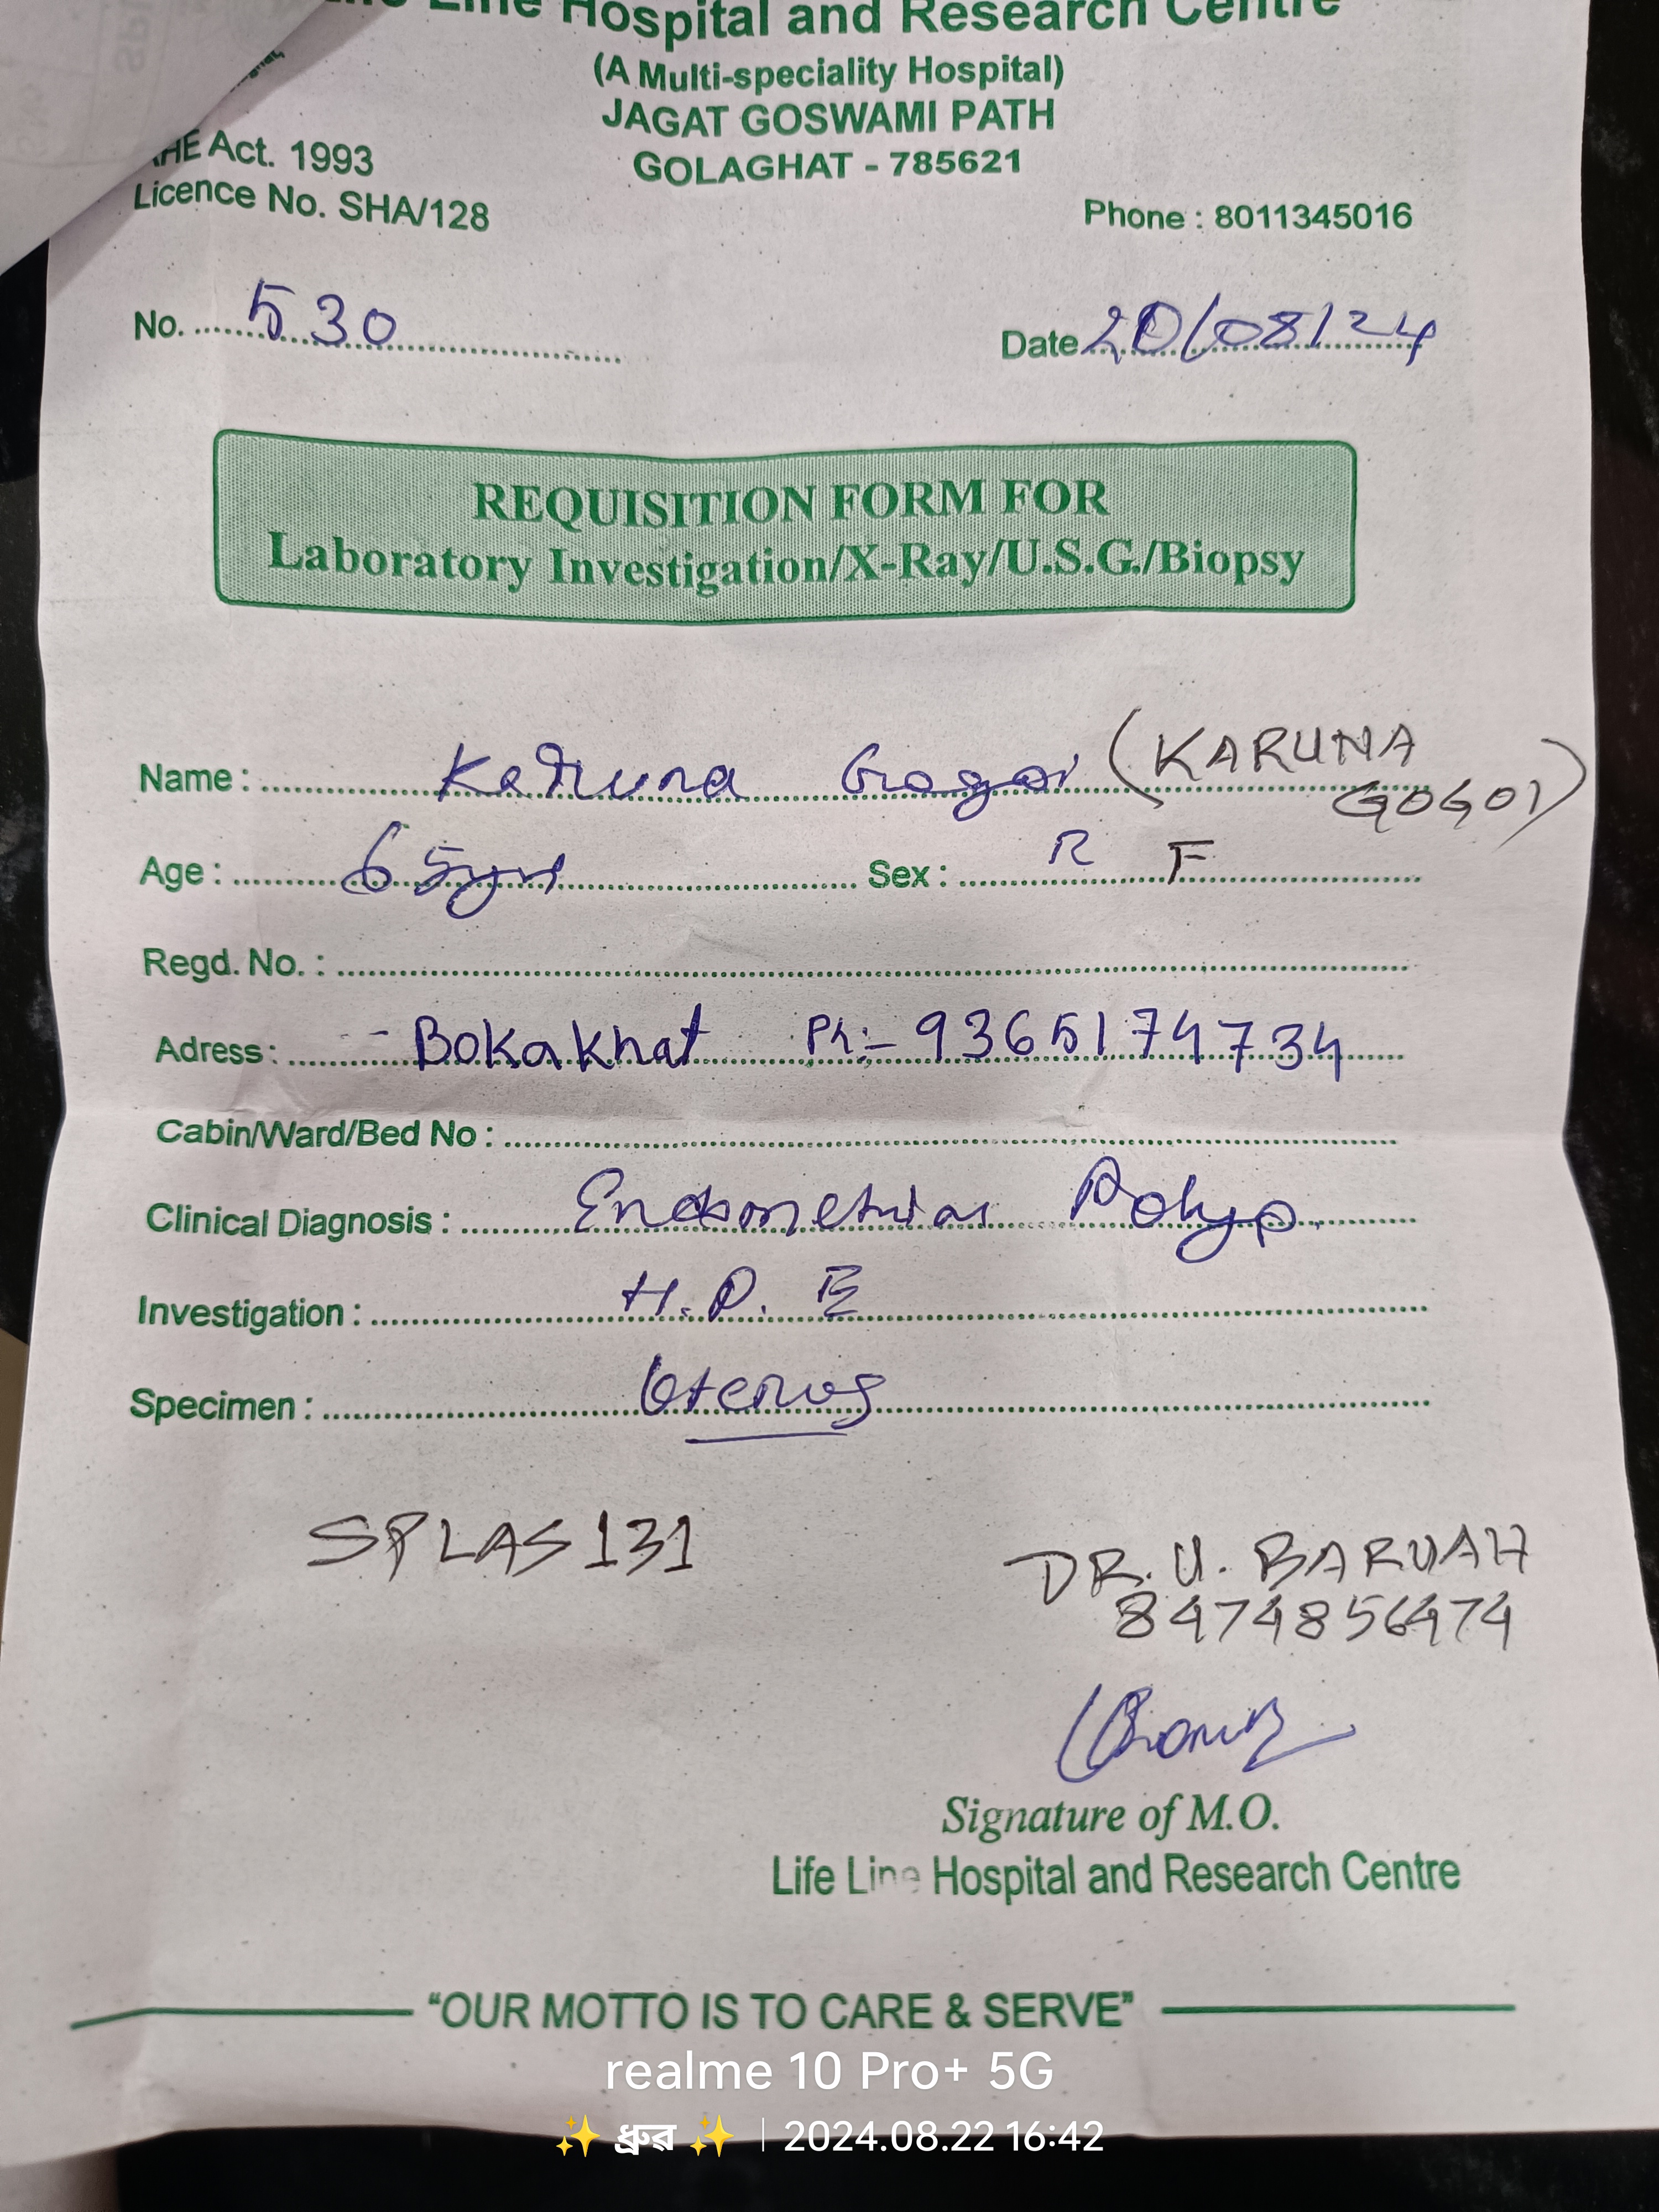 Line Hospital and Research Centre
(A Multi-speciality Hospital)
JAGAT GOSWAMI PATH
GOLAGHAT - 785621
Act. 1993
Licence No. SHA/128
Phone : 8011345016
No. 530
Date 20/08/24
REQUISITION FORM FOR
Laboratory Investigation/X-Ray/U.S.G./Biopsy
Name : Karuna Gogoi (KARUNA GOGOI)
Age : 65yrs Sex : F
Regd. No. :
Adress: - Bokakhat Ph:- 9365174734
Cabin/Ward/Bed No :
Clinical Diagnosis : Endometrial Polyp.
Investigation : H.P.E
Specimen : Uterus
SPLAS131
DR. U. BARUAH
8474856474
Signature of M.O.
Life Line Hospital and Research Centre
"OUR MOTTO IS TO CARE & SERVE"
realme 10 Pro+ 5G
✨ ধ্ৰুৱ ✨ | 2024.08.22 16:42